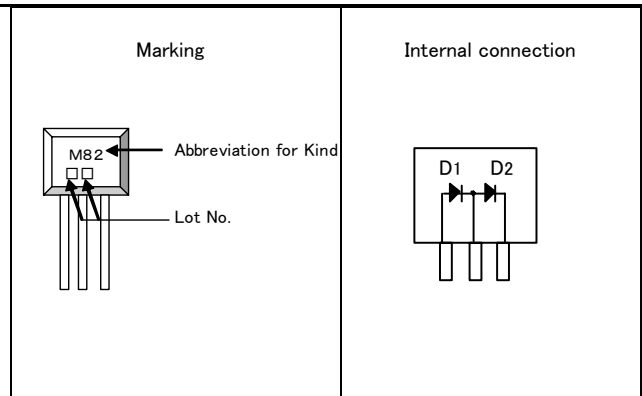 Marking
Internal connection
M82
Abbreviation for Kind
Lot No.
D1 D2